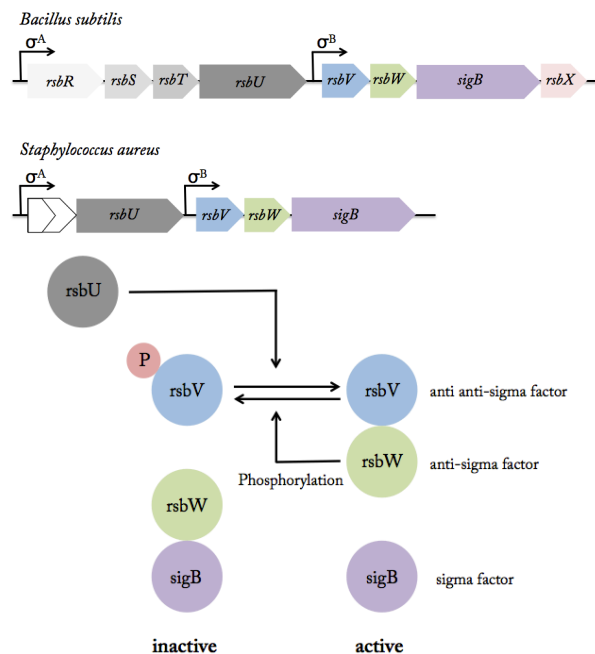 Bacillus subtilis
σA σB
rsbR rsbS rsbT rsbU rsbV rsbW sigB rsbX
Staphylococcus aureus
σA σB
rsbU rsbV rsbW sigB
rsbU
P
rsbV rsbV anti anti-sigma factor
rsbW anti-sigma factor
Phosphorylation
rsbW
sigB sigB sigma factor
inactive active